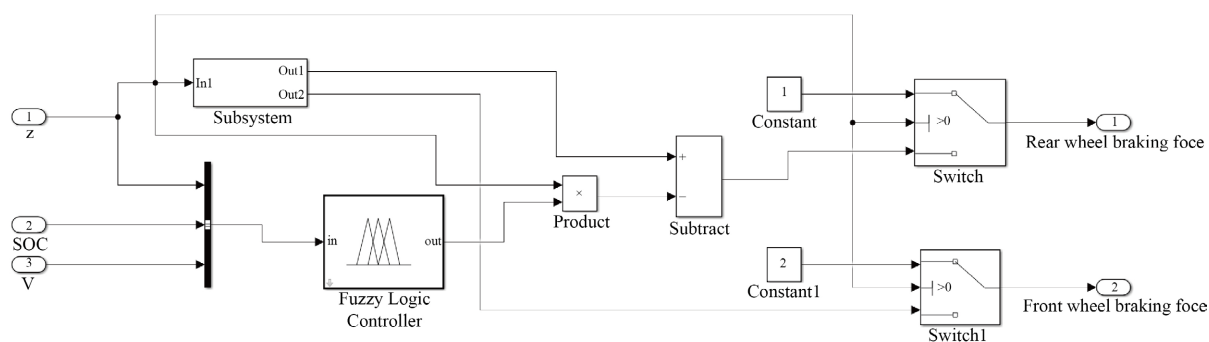 1
z
2
SOC
3
V
In1
Out1
Out2
Subsystem
in
out
Fuzzy Logic
Controller
×
Product
+
−
Subtract
1
Constant
2
Constant1
>0
Switch
>0
Switch1
1
Rear wheel braking foce
2
Front wheel braking foce